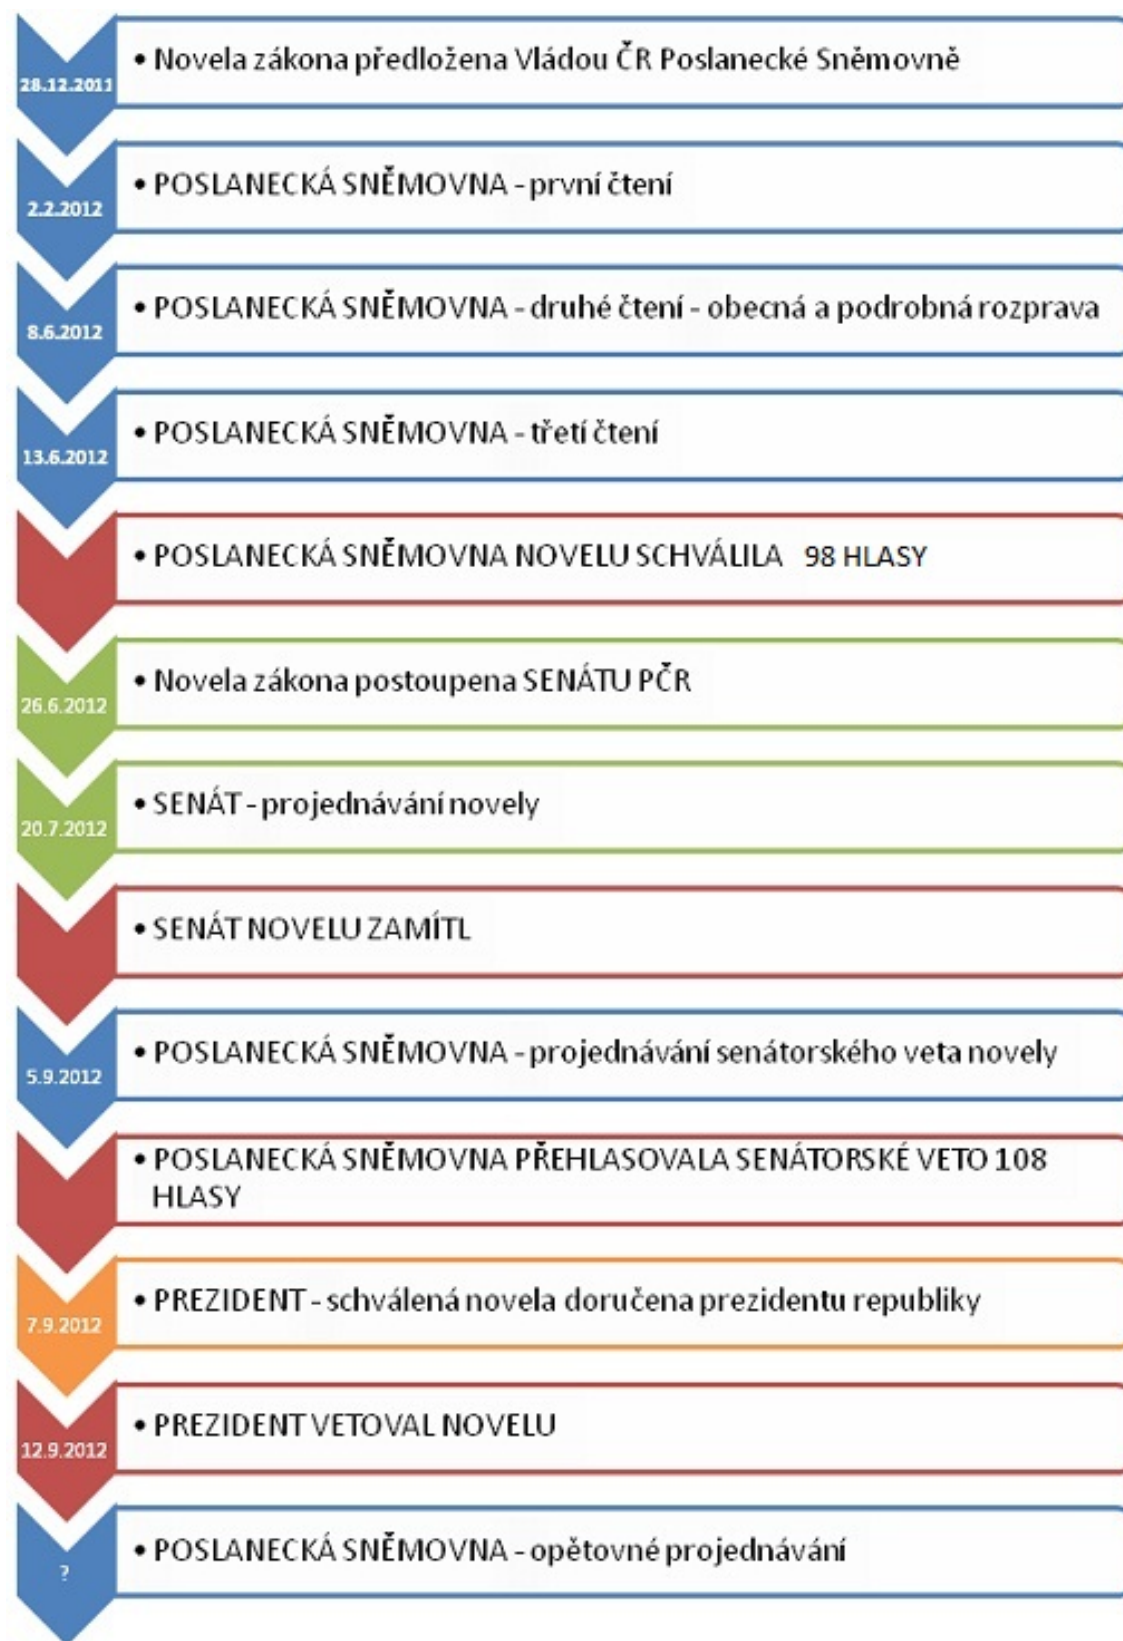 28.12.2011
• Novela zákona předložena Vládou ČR Poslanecké Sněmovně
2.2.2012
• POSLANECKÁ SNĚMOVNA - první čtení
8.6.2012
• POSLANECKÁ SNĚMOVNA - druhé čtení - obecná a podrobná rozprava
13.6.2012
• POSLANECKÁ SNĚMOVNA - třetí čtení
• POSLANECKÁ SNĚMOVNA NOVELU SCHVÁLILA 98 HLASY
26.6.2012
• Novela zákona postoupena SENÁTU PČR
20.7.2012
• SENÁT - projednávání novely
• SENÁT NOVELU ZAMÍTL
5.9.2012
• POSLANECKÁ SNĚMOVNA - projednávání senátorského veta novely
• POSLANECKÁ SNĚMOVNA PŘEHLASOVALA SENÁTORSKÉ VETO 108
HLASY
7.9.2012
• PREZIDENT - schválená novela doručena prezidentu republiky
12.9.2012
• PREZIDENT VETOVAL NOVELU
?
• POSLANECKÁ SNĚMOVNA - opětovné projednávání